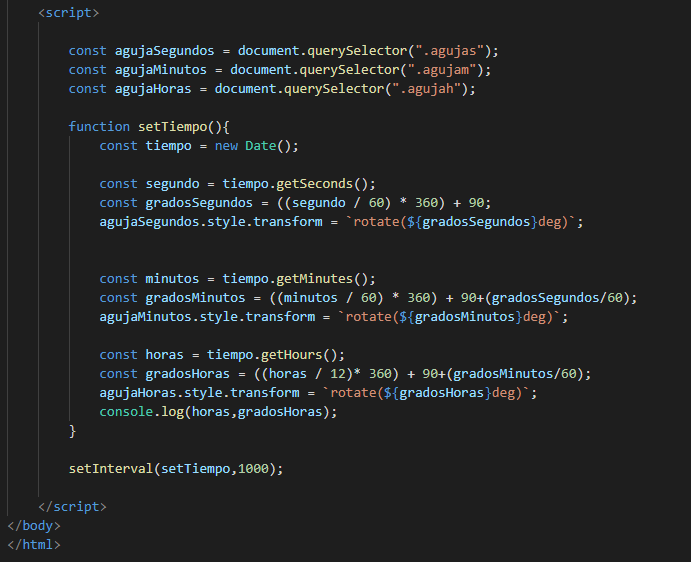 <script>
const agujaSegundos = document.querySelector(".agujas");
const agujaMinutos = document.querySelector(".agujam");
const agujaHoras = document.querySelector(".agujah");
function setTiempo(){
const tiempo = new Date();
const segundo = tiempo.getSeconds();
const gradosSegundos = ((segundo / 60) * 360) + 90;
agujaSegundos.style.transform = `rotate(${gradosSegundos}deg)`;
const minutos = tiempo.getMinutes();
const gradosMinutos = ((minutos / 60) * 360) + 90+(gradosSegundos/60);
agujaMinutos.style.transform = `rotate(${gradosMinutos}deg)`;
const horas = tiempo.getHours();
const gradosHoras = ((horas / 12)* 360) + 90+(gradosMinutos/60);
agujaHoras.style.transform = `rotate(${gradosHoras}deg)`;
console.log(horas,gradosHoras);
}
setInterval(setTiempo,1000);
</script>
</body>
</html>